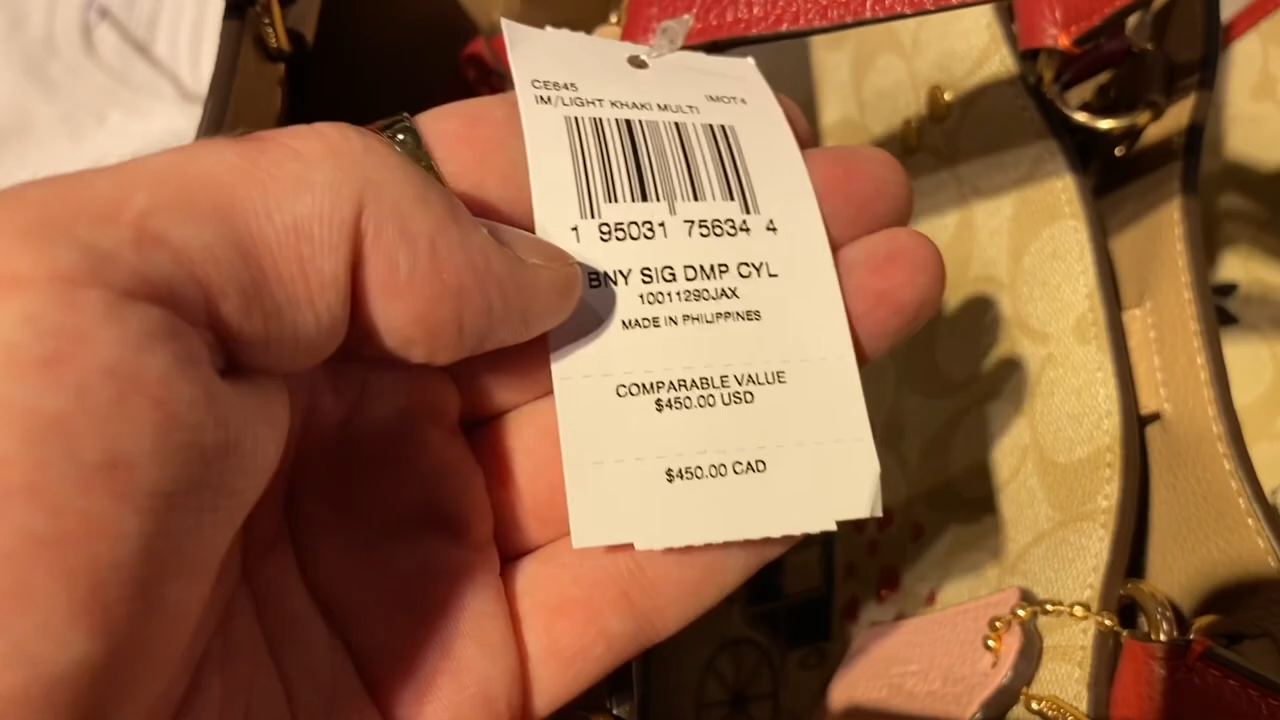 CE645
IM/LIGHT KHAKI MULTI IMOT4
1 95031 75634 4
BNY SIG DMP CYL
10011290JAX
MADE IN PHILIPPINES
COMPARABLE VALUE
$450.00 USD
$450.00 CAD